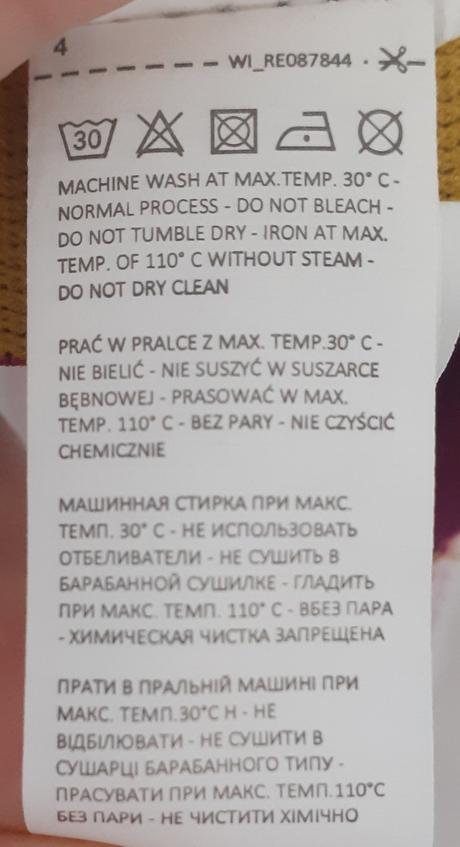 4
WI_RE087844 ·
30
MACHINE WASH AT MAX.TEMP. 30° C -
NORMAL PROCESS - DO NOT BLEACH -
DO NOT TUMBLE DRY - IRON AT MAX.
TEMP. OF 110° C WITHOUT STEAM -
DO NOT DRY CLEAN
PRAĆ W PRALCE Z MAX. TEMP.30° C -
NIE BIELIĆ - NIE SUSZYĆ W SUSZARCE
BĘBNOWEJ - PRASOWAĆ W MAX.
TEMP. 110° C - BEZ PARY - NIE CZYŚCIĆ
CHEMICZNIE
МАШИННАЯ СТИРКА ПРИ МАКС.
ТЕМП. 30° C - НЕ ИСПОЛЬЗОВАТЬ
ОТБЕЛИВАТЕЛИ - НЕ СУШИТЬ В
БАРАБАННОЙ СУШИЛКЕ - ГЛАДИТЬ
ПРИ МАКС. ТЕМП. 110° C - ВБЕЗ ПАРА
- ХИМИЧЕСКАЯ ЧИСТКА ЗАПРЕЩЕНА
ПРАТИ В ПРАЛЬНІЙ МАШИНІ ПРИ
МАКС. ТЕМП.30°C Н - НЕ
ВІДБІЛЮВАТИ - НЕ СУШИТИ В
СУШАРЦІ БАРАБАННОГО ТИПУ -
ПРАСУВАТИ ПРИ МАКС. ТЕМП.110°C
БЕЗ ПАРИ - НЕ ЧИСТИТИ ХІМІЧНО